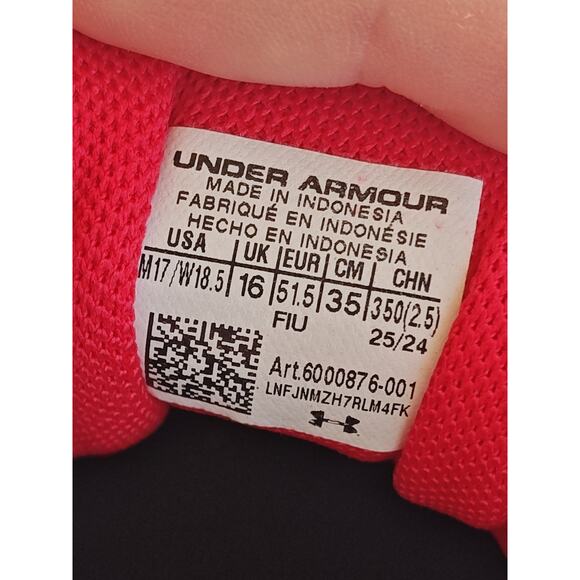 UNDER ARMOUR
MADE IN INDONESIA
FABRIQUÉ EN INDONÉSIE
HECHO EN INDONESIA
USA UK EUR CM CHN
M17/W18.5 16 51.5 35 350(2.5)
FIU 25/24
Art.6000876-001
LNFJNMZH7RLM4FK